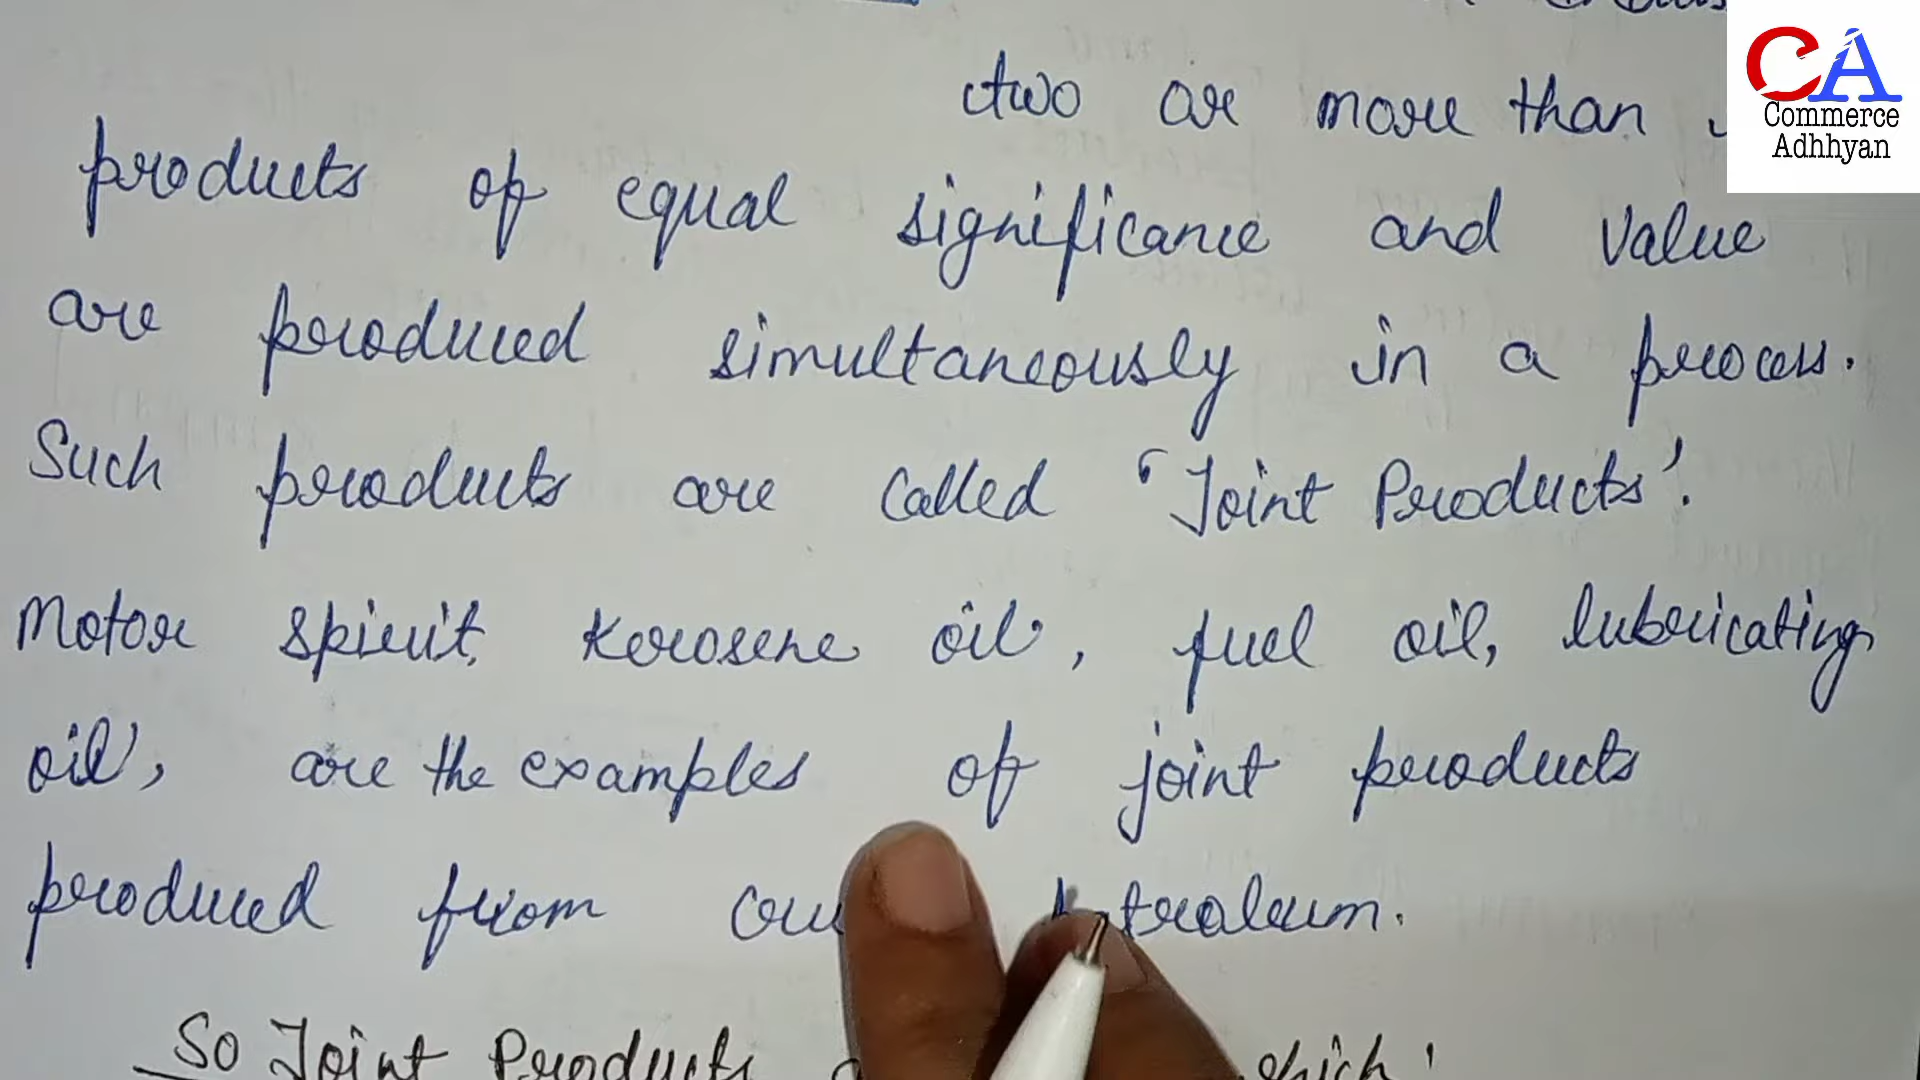 CA
Commerce
Adhhyan
two are more than
products of equal significance and value
are produced simultaneously in a process.
Such products are called 'Joint Products'.
Motor spirit, Kerosene oil, fuel oil, lubricating
oil, are the examples of joint products
produced from
So Joint Products which